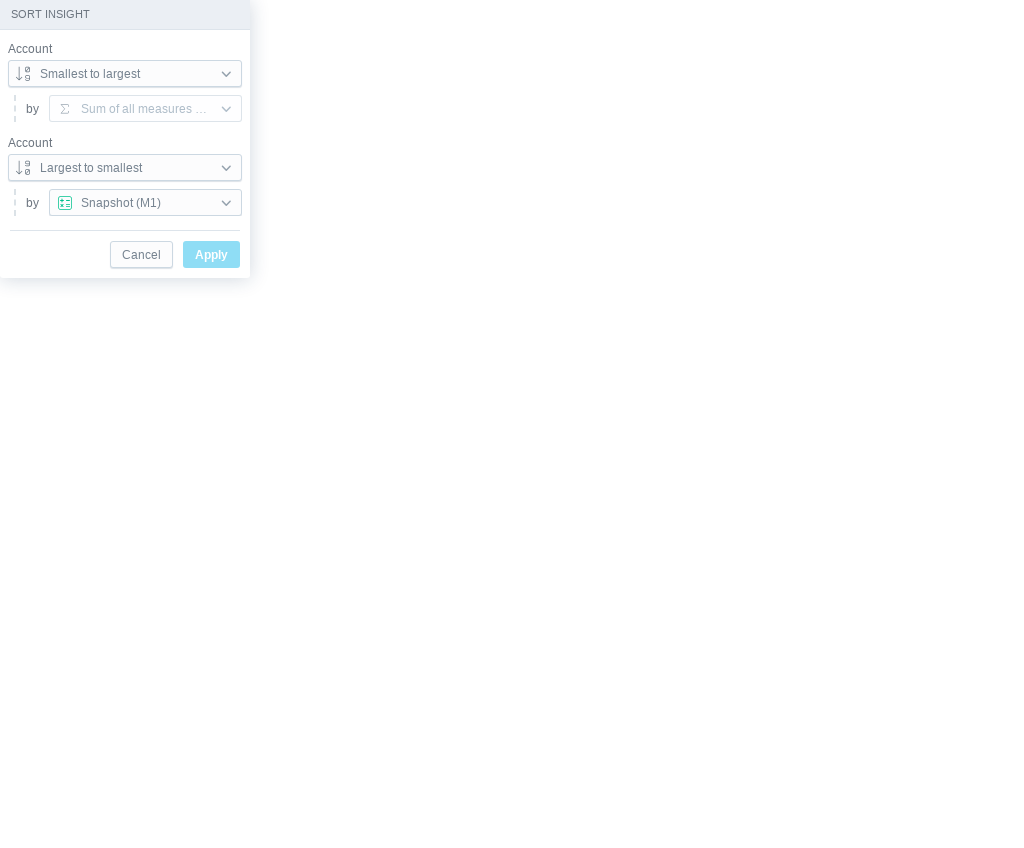 SORT INSIGHT
Account
Smallest to largest
by
Sum of all measures …
Account
Largest to smallest
by
Snapshot (M1)
Cancel
Apply